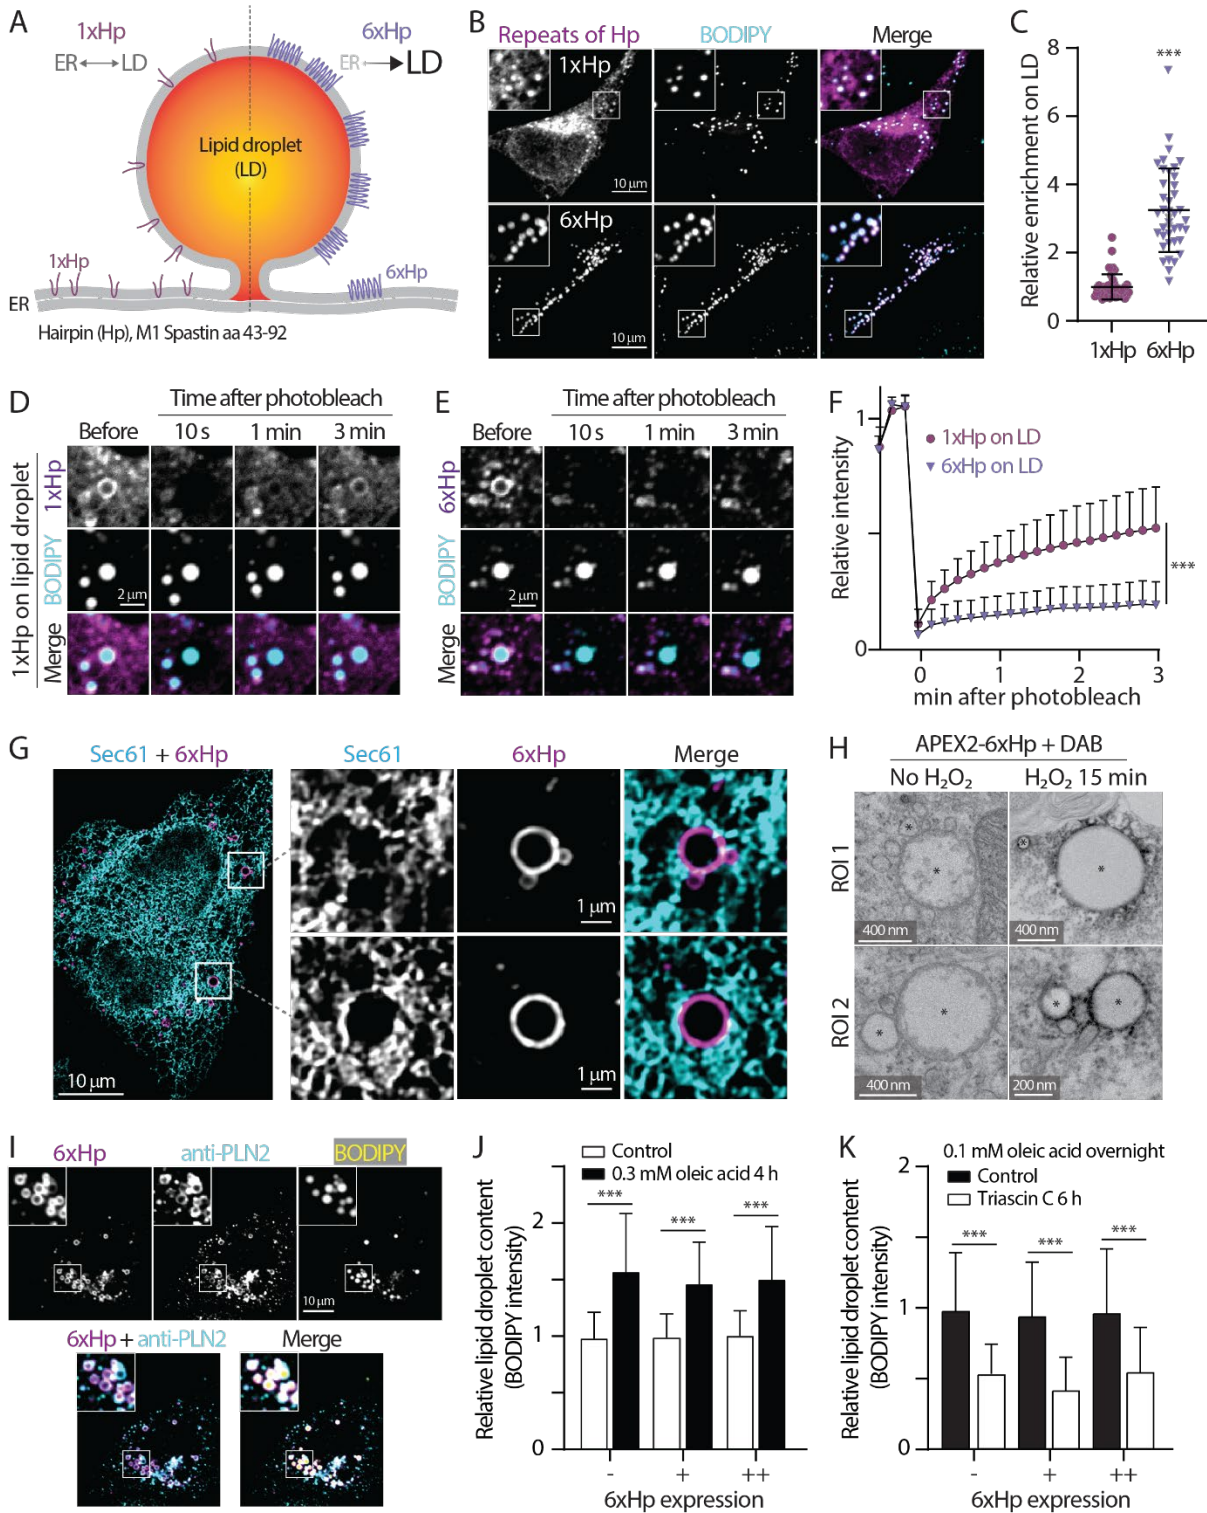 A
1xHp
ER LD
6xHp
ER LD
Lipid droplet
(LD)
1xHp
6xHp
ER
Hairpin (Hp), M1 Spastin aa 43-92
B
Repeats of Hp BODIPY Merge
1xHp
10 µm
6xHp
10 µm
C
Relative enrichment on LD
8
6
4
2
0
***
1xHp 6xHp
D
Time after photobleach
Before 10 s 1 min 3 min
1xHp on lipid droplet
1xHp
BODIPY
2 µm
Merge
E
Time after photobleach
Before 10 s 1 min 3 min
6xHp
BODIPY
2 µm
Merge
F
Relative intensity
1
0
1xHp on LD
6xHp on LD
***
0 1 2 3
min after photobleach
G
Sec61 + 6xHp Sec61 6xHp Merge
1 µm
10 µm
1 µm
H
APEX2-6xHp + DAB
No H₂O₂ H₂O₂ 15 min
ROI 1
* * * *
400 nm 400 nm
ROI 2
* * * *
400 nm 200 nm
I
6xHp anti-PLN2 BODIPY
10 µm
6xHp + anti-PLN2 Merge
J
Control
0.3 mM oleic acid 4 h
Relative lipid droplet content
(BODIPY intensity)
2
1
0
*** *** ***
- + ++
6xHp expression
K
0.1 mM oleic acid overnight
Control
Triascin C 6 h
Relative lipid droplet content
(BODIPY intensity)
2
1
0
*** *** ***
- + ++
6xHp expression